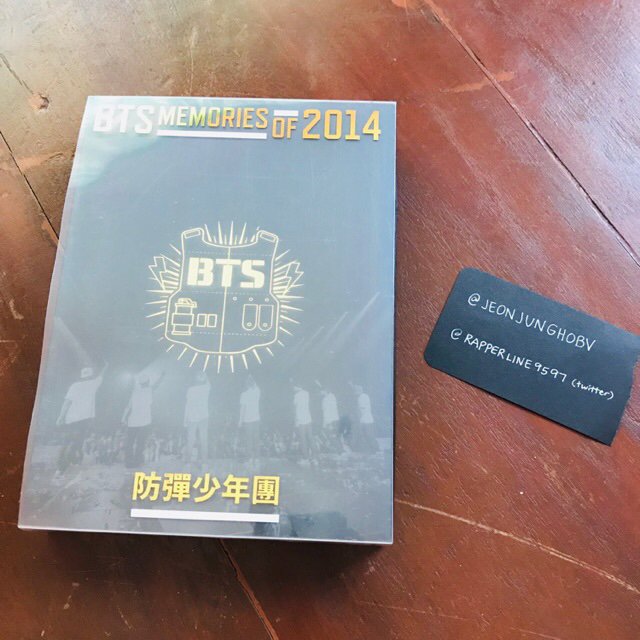 BTS MEMORIES OF 2014
BTS
防彈少年團
@JEONJUNGHOBV
@RAPPERLINE9597 (twitter)